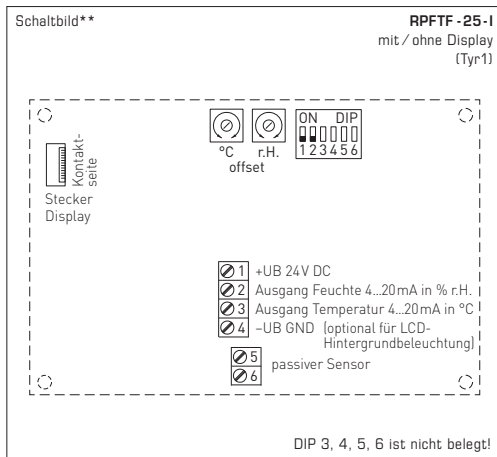 Schaltbild**
RPFTF - 25 - I
mit / ohne Display
(Tyr1)
ON DIP
1 2 3 4 5 6
°C r.H.
offset
Kontakt-
seite
Stecker
Display
1 +UB 24V DC
2 Ausgang Feuchte 4...20mA in % r.H.
3 Ausgang Temperatur 4...20mA in °C
4 –UB GND (optional für LCD-
Hintergrundbeleuchtung)
5
passiver Sensor
6
DIP 3, 4, 5, 6 ist nicht belegt!